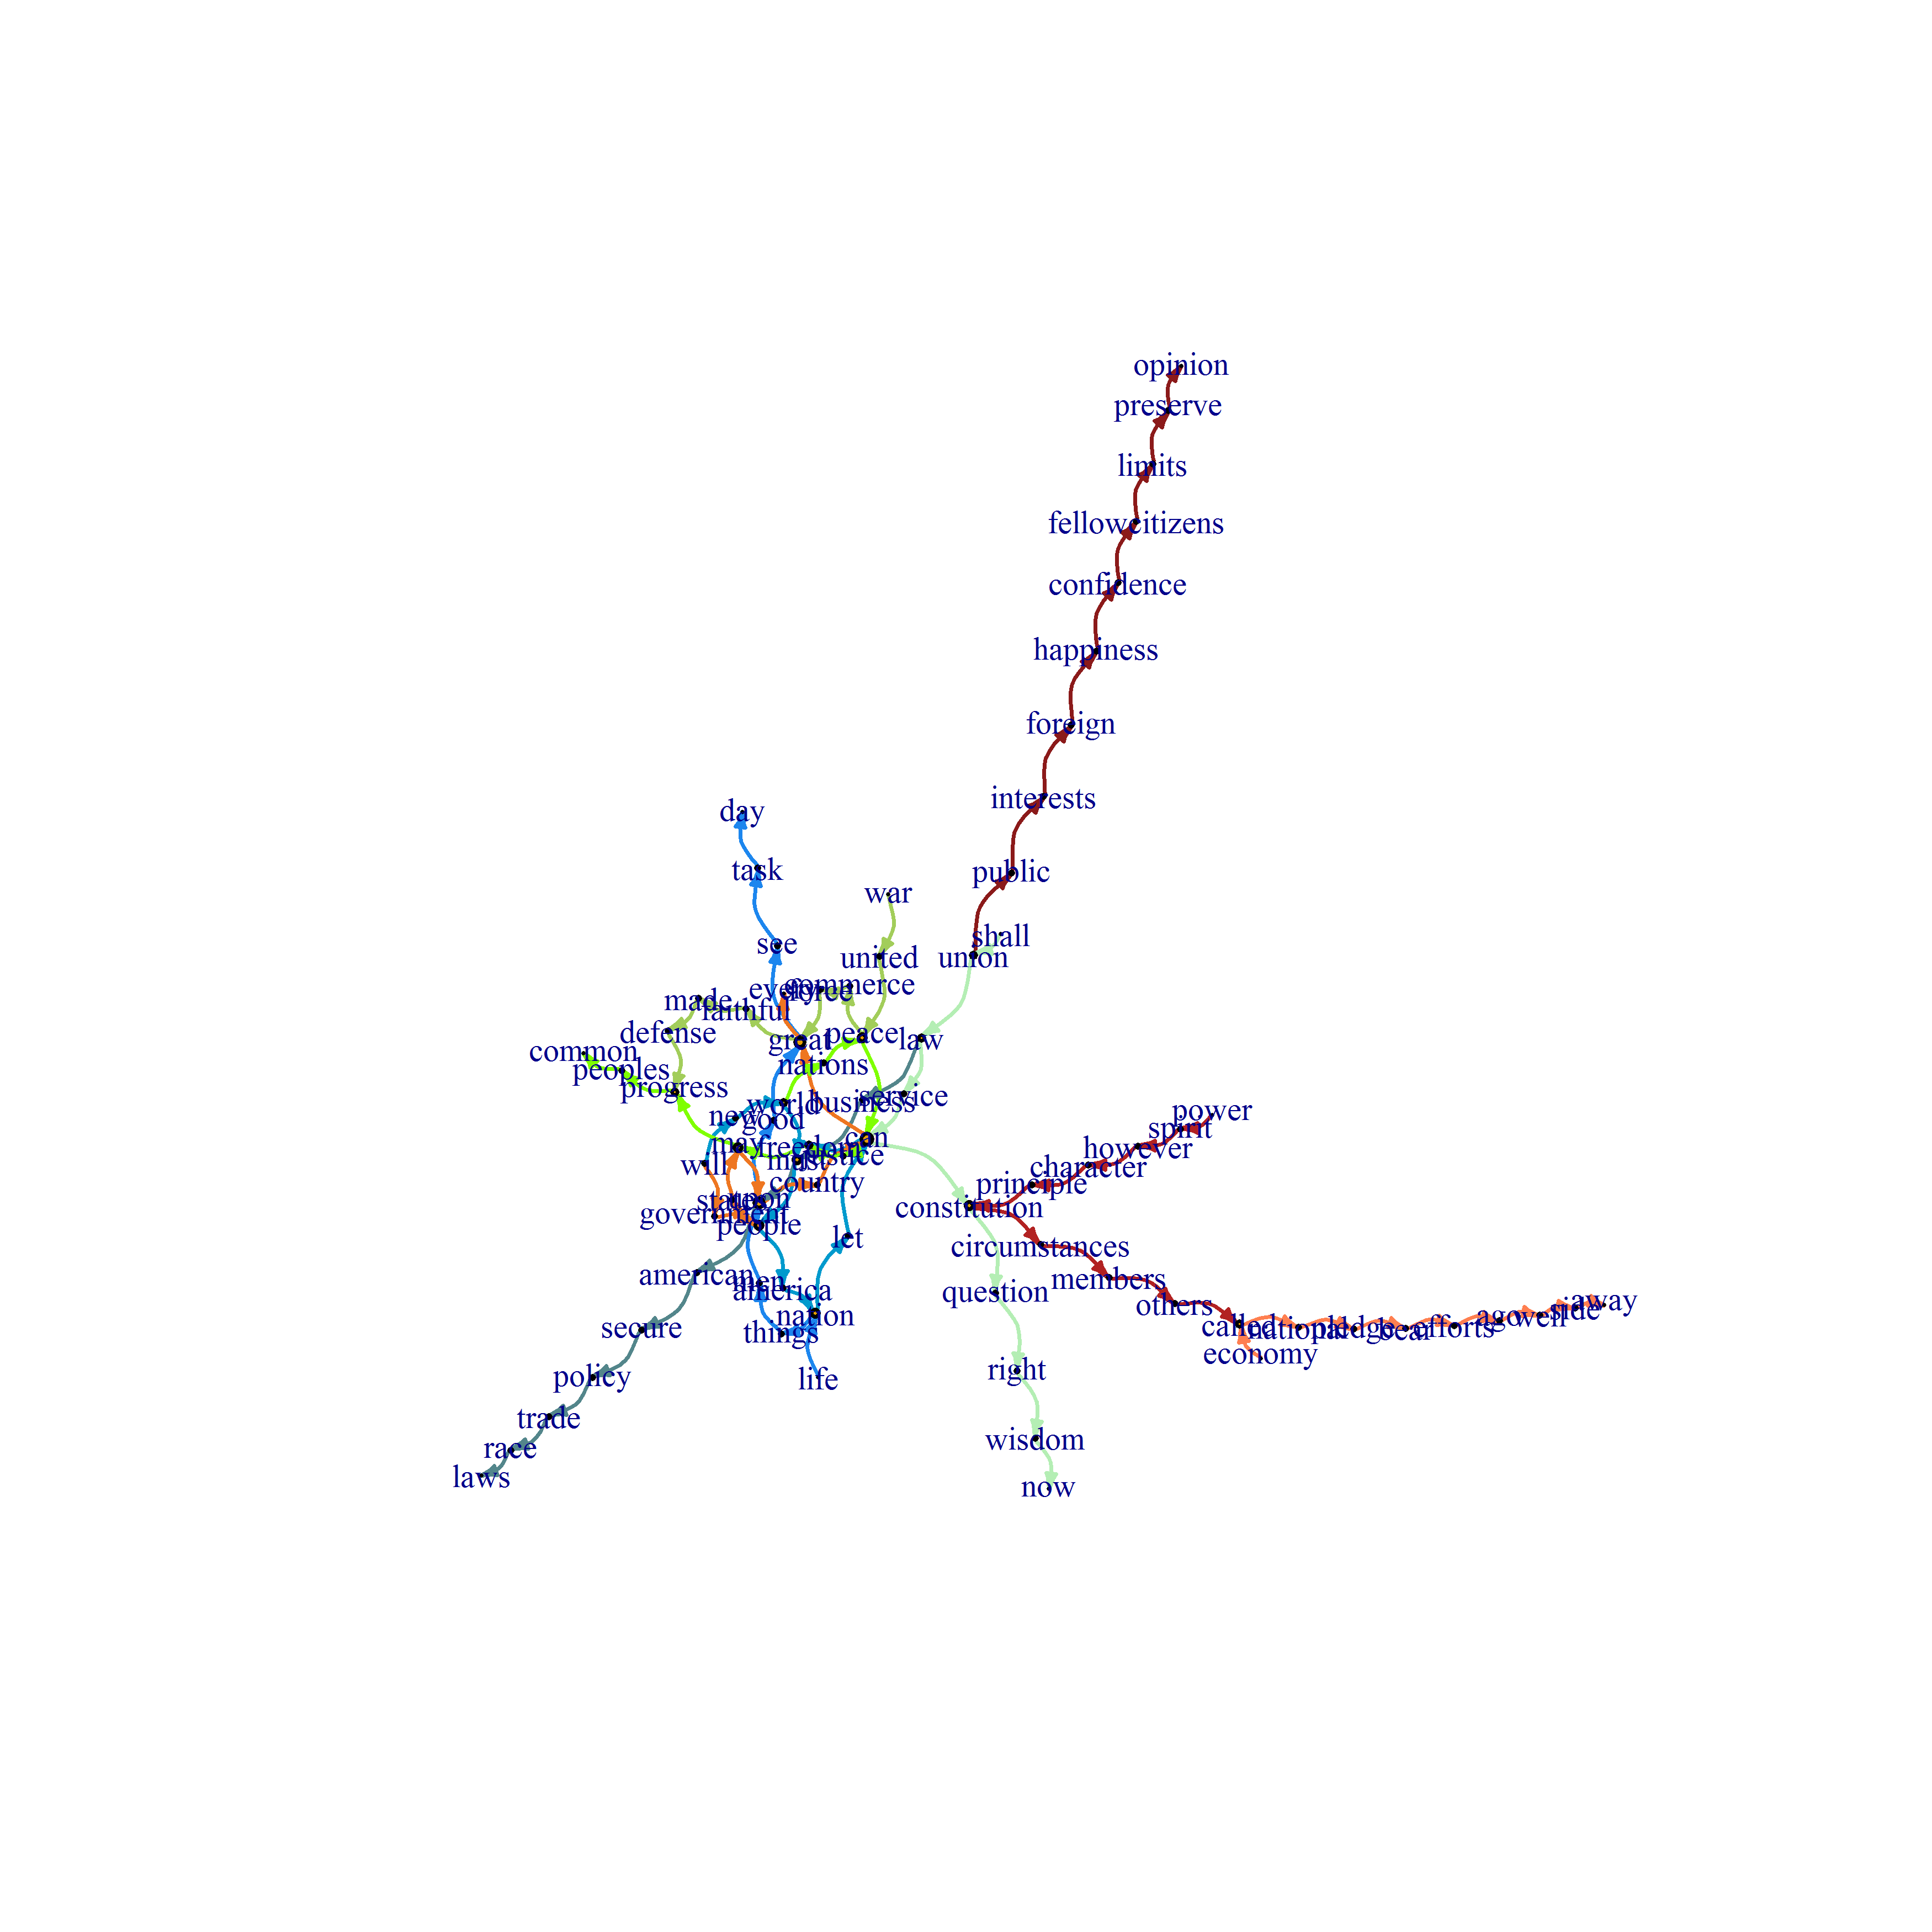 opinion
preserve
limits
fellowcitizens
confidence
happiness
foreign
interests
day
task
public
war
shall
see
united
union
every
force
commerce
made
faithful
defense
great
peace
law
common
nations
peoples
progress
service
world
business
new
good
power
spirit
can
may
freedom
however
justice
must
will
character
country
principle
states
upon
constitution
government
people
let
circumstances
american
men
members
america
question
others
nation
away
side
well
ago
efforts
bear
pledge
national
called
secure
things
economy
right
policy
life
trade
wisdom
race
laws
now